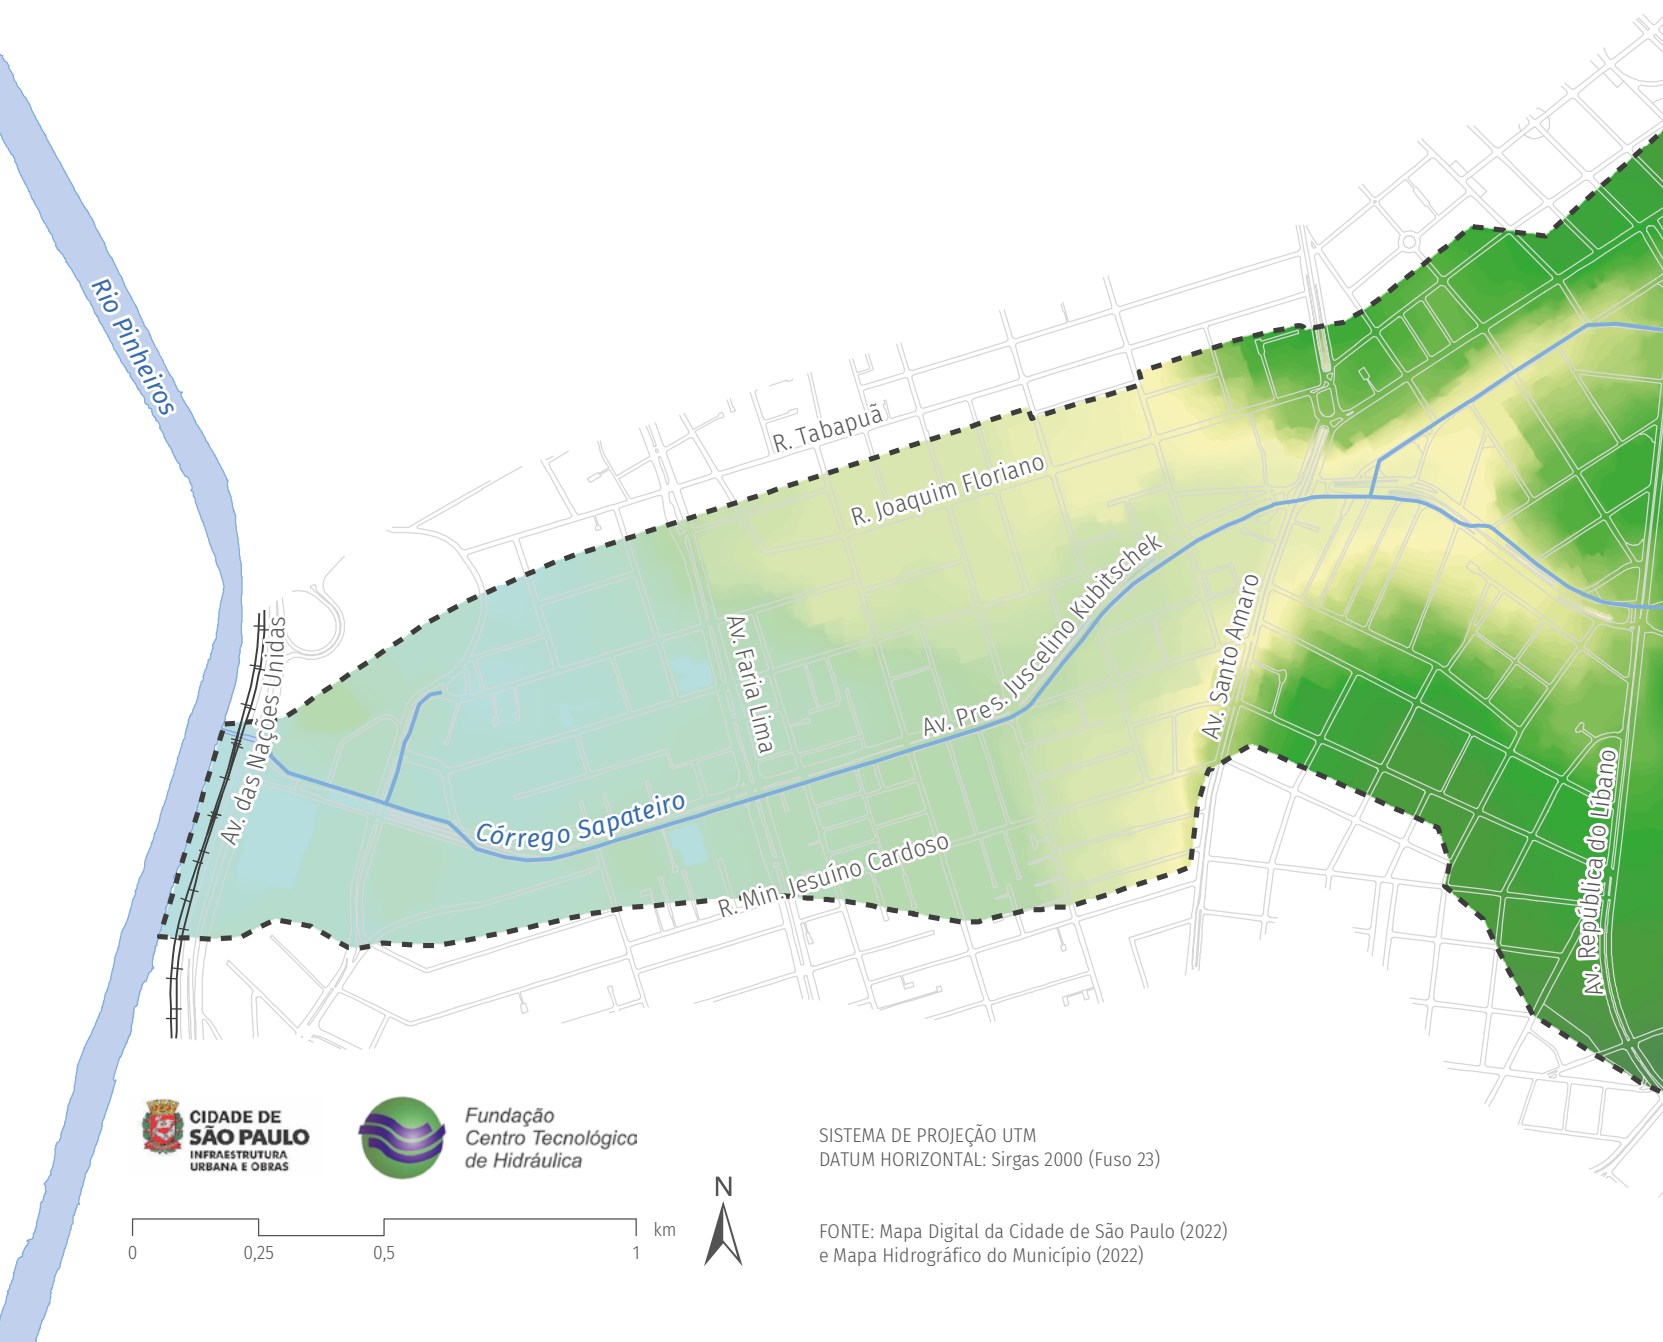 Rio Pinheiros
R. Tabapuã
R. Joaquim Floriano
Av. Pres. Juscelino Kubitschek
Av. das Nações Unidas
Av. Faria Lima
Av. Santo Amaro
Córrego Sapateiro
R. Min. Jesuíno Cardoso
Av. República do Líbano
CIDADE DE
SÃO PAULO
INFRAESTRUTURA
URBANA E OBRAS
Fundação
Centro Tecnológico
de Hidráulica
N
0 0,25 0,5 1 km
SISTEMA DE PROJEÇÃO UTM
DATUM HORIZONTAL: Sirgas 2000 (Fuso 23)
FONTE: Mapa Digital da Cidade de São Paulo (2022)
e Mapa Hidrográfico do Município (2022)